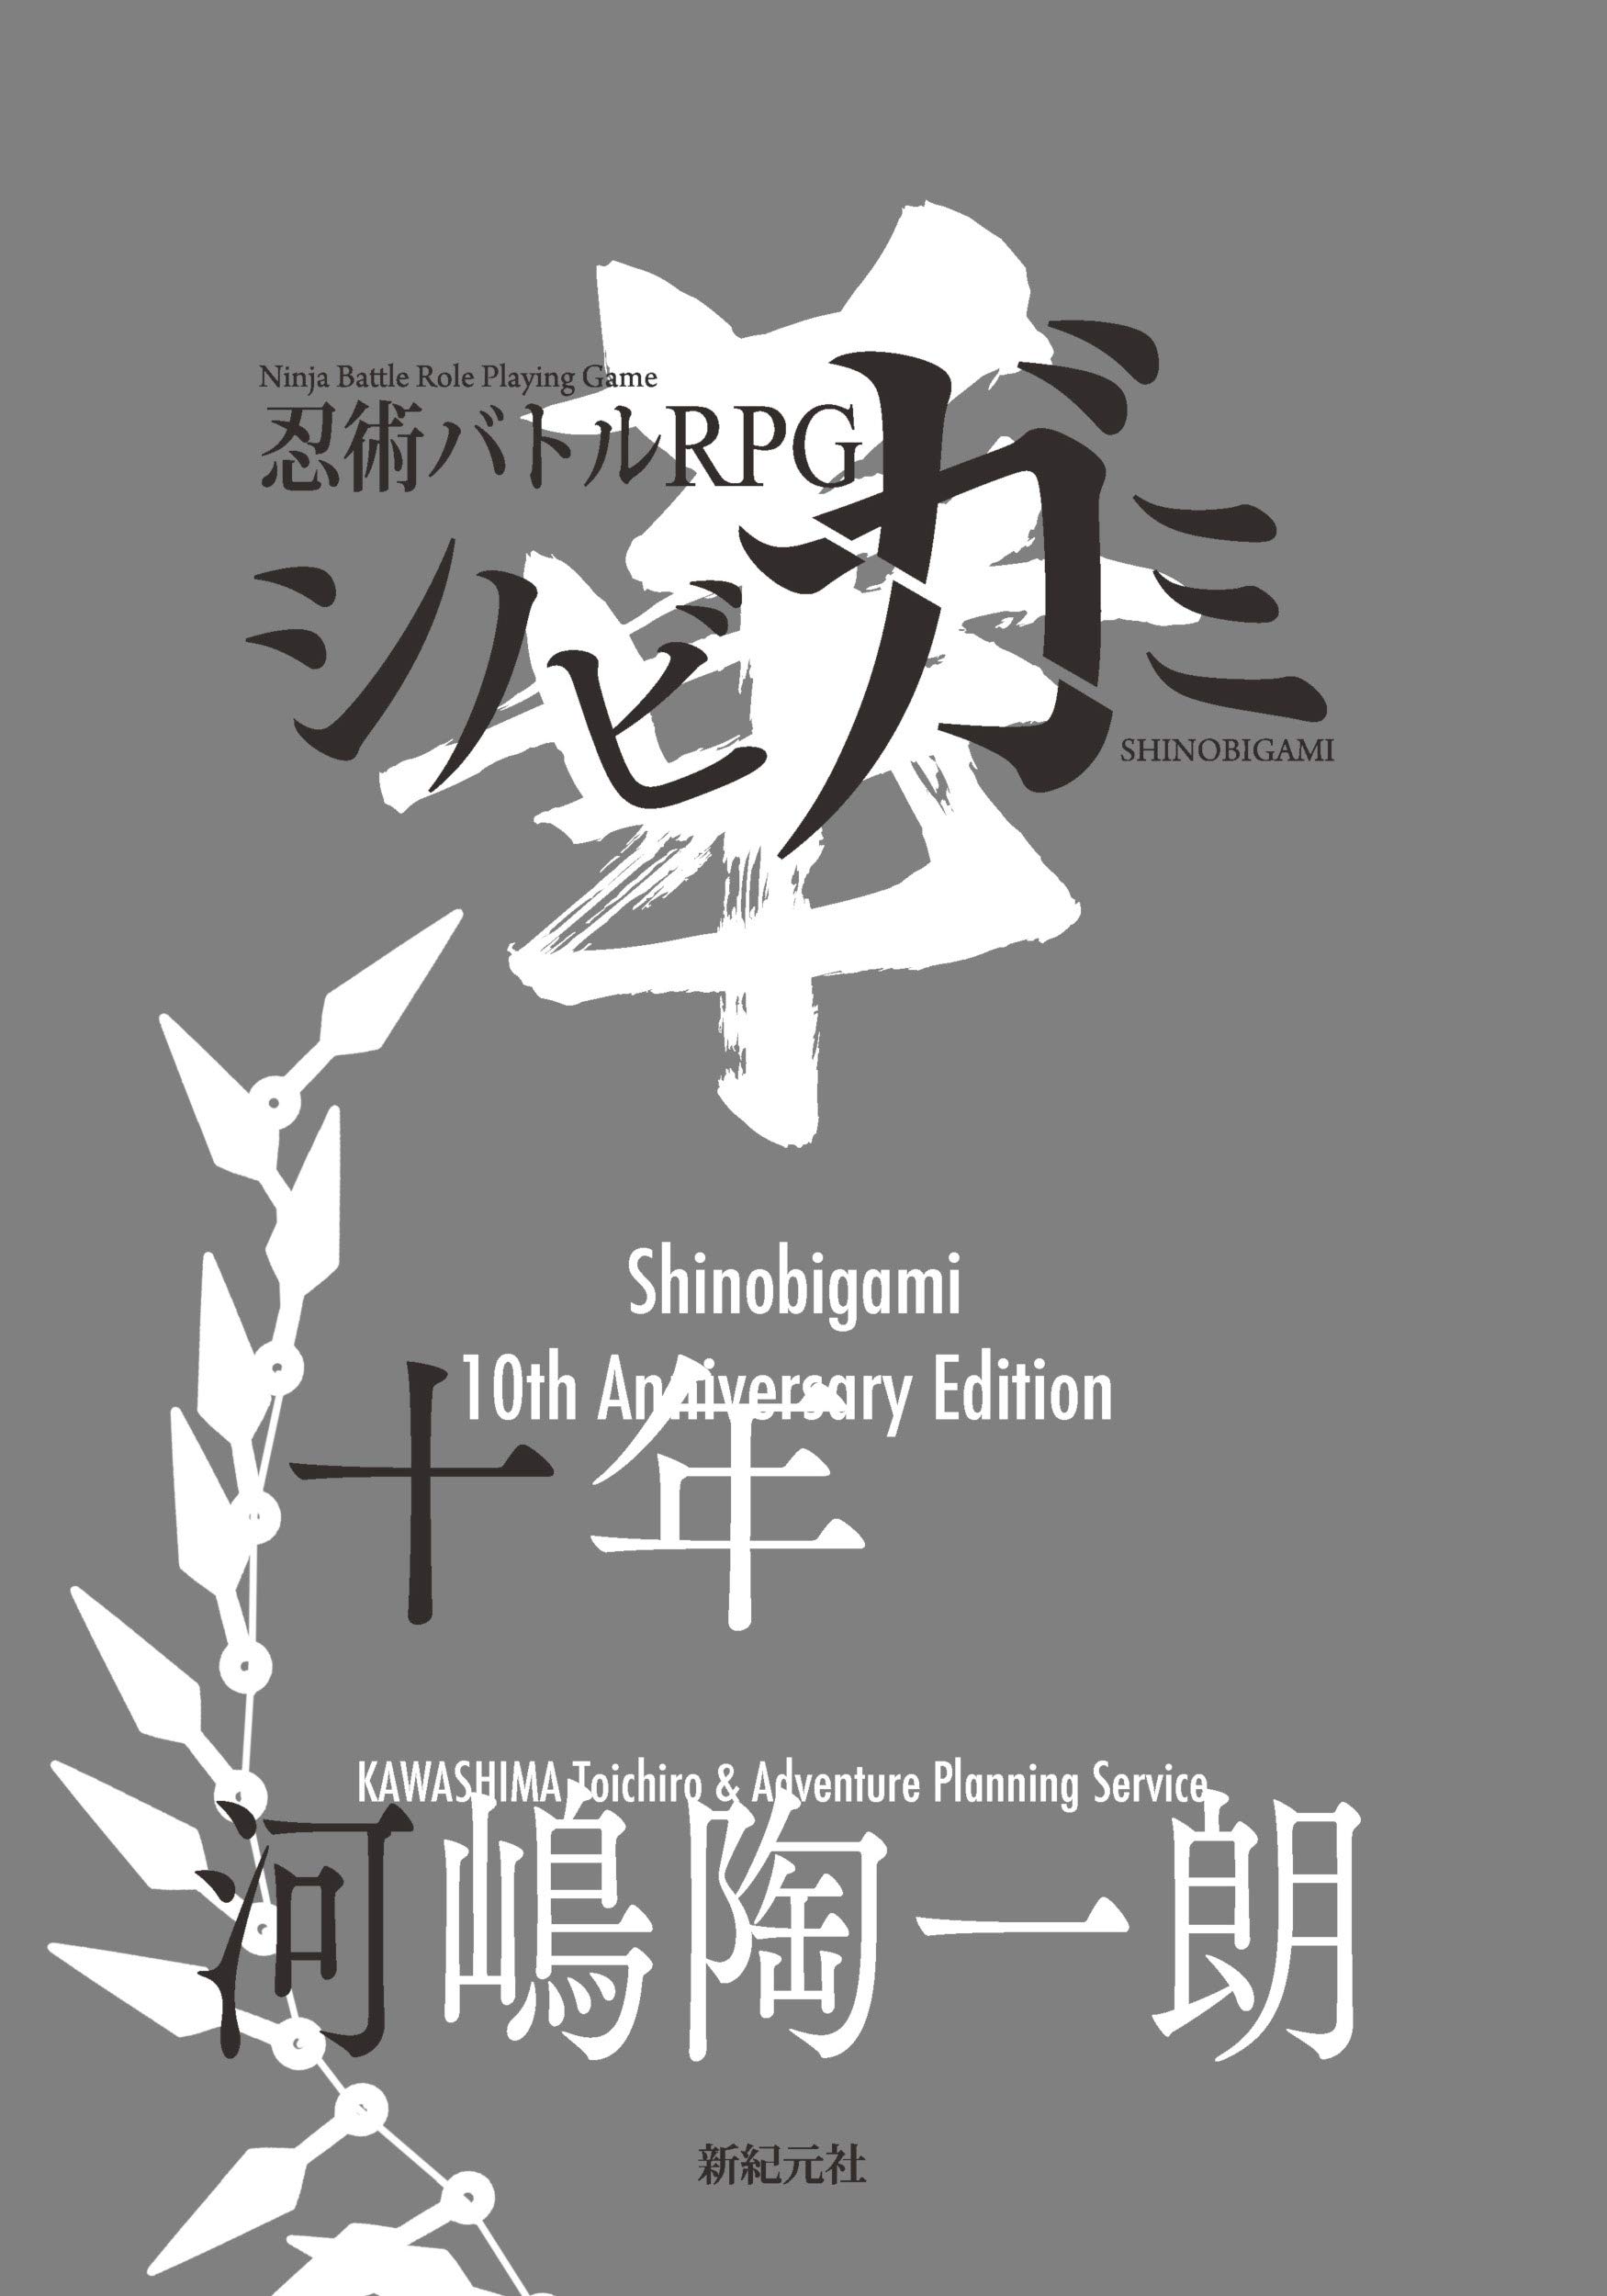 Ninja Battle Role Playing Game
忍術バトルRPG
シノビガミ
SHINOBIGAMI
Shinobigami
10th Anniversary Edition
十年
KAWASHIMA Toichiro & Adventure Planning Service
河嶋陶一朗
新紀元社